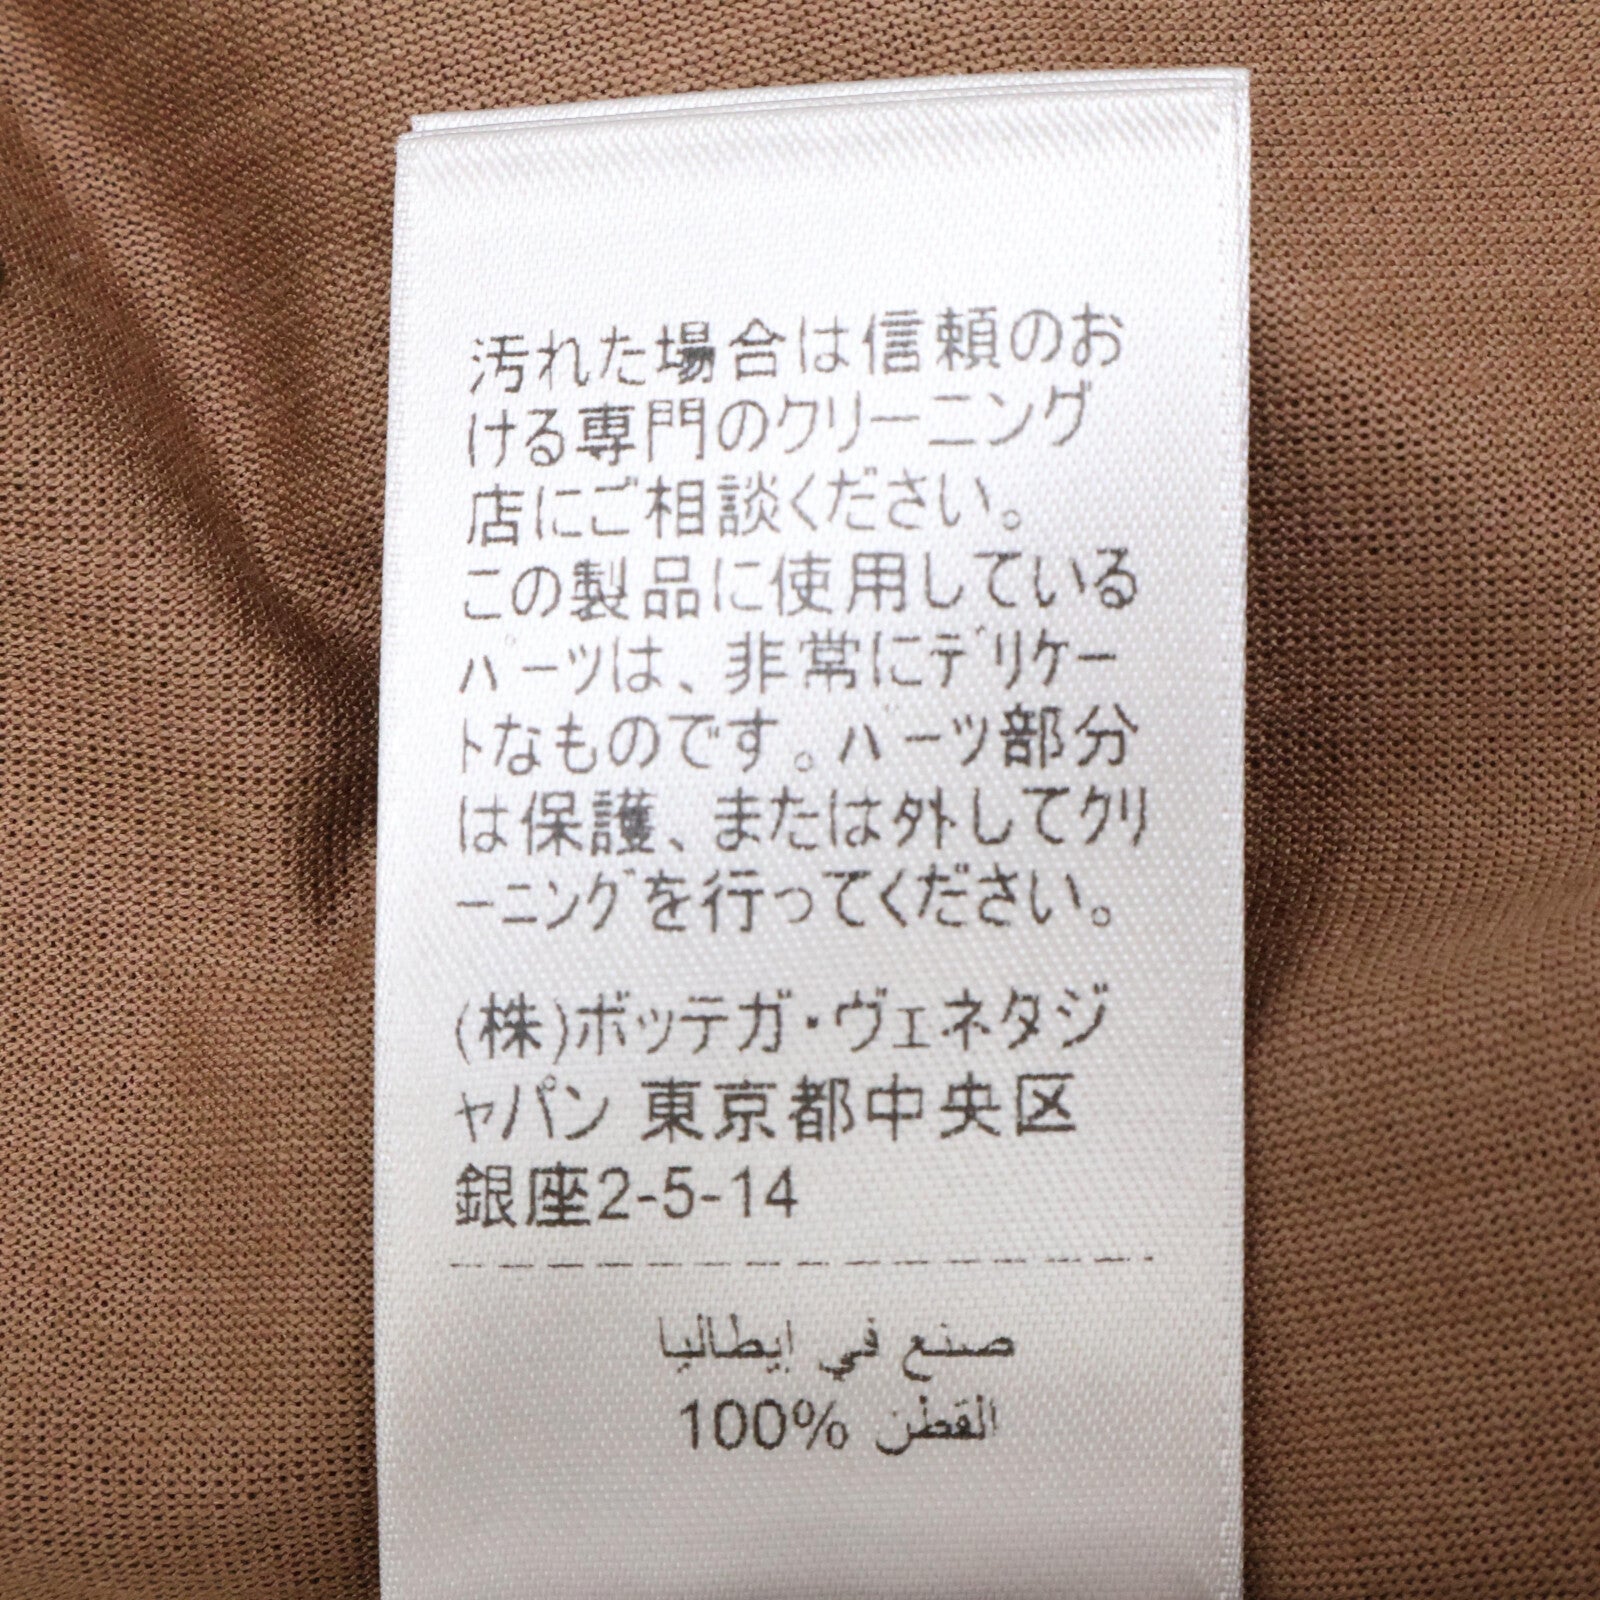 汚れた場合は信頼のお
ける専門のクリーニング
店にご相談ください。
この製品に使用している
パーツは、非常にデリケー
トなものです。パーツ部分
は保護、または外してクリ
ーニングを行ってください。
(株)ボッテガ・ヴェネタジ
ャパン 東京都中央区
銀座2-5-14
صنع في إيطاليا
100% القطن